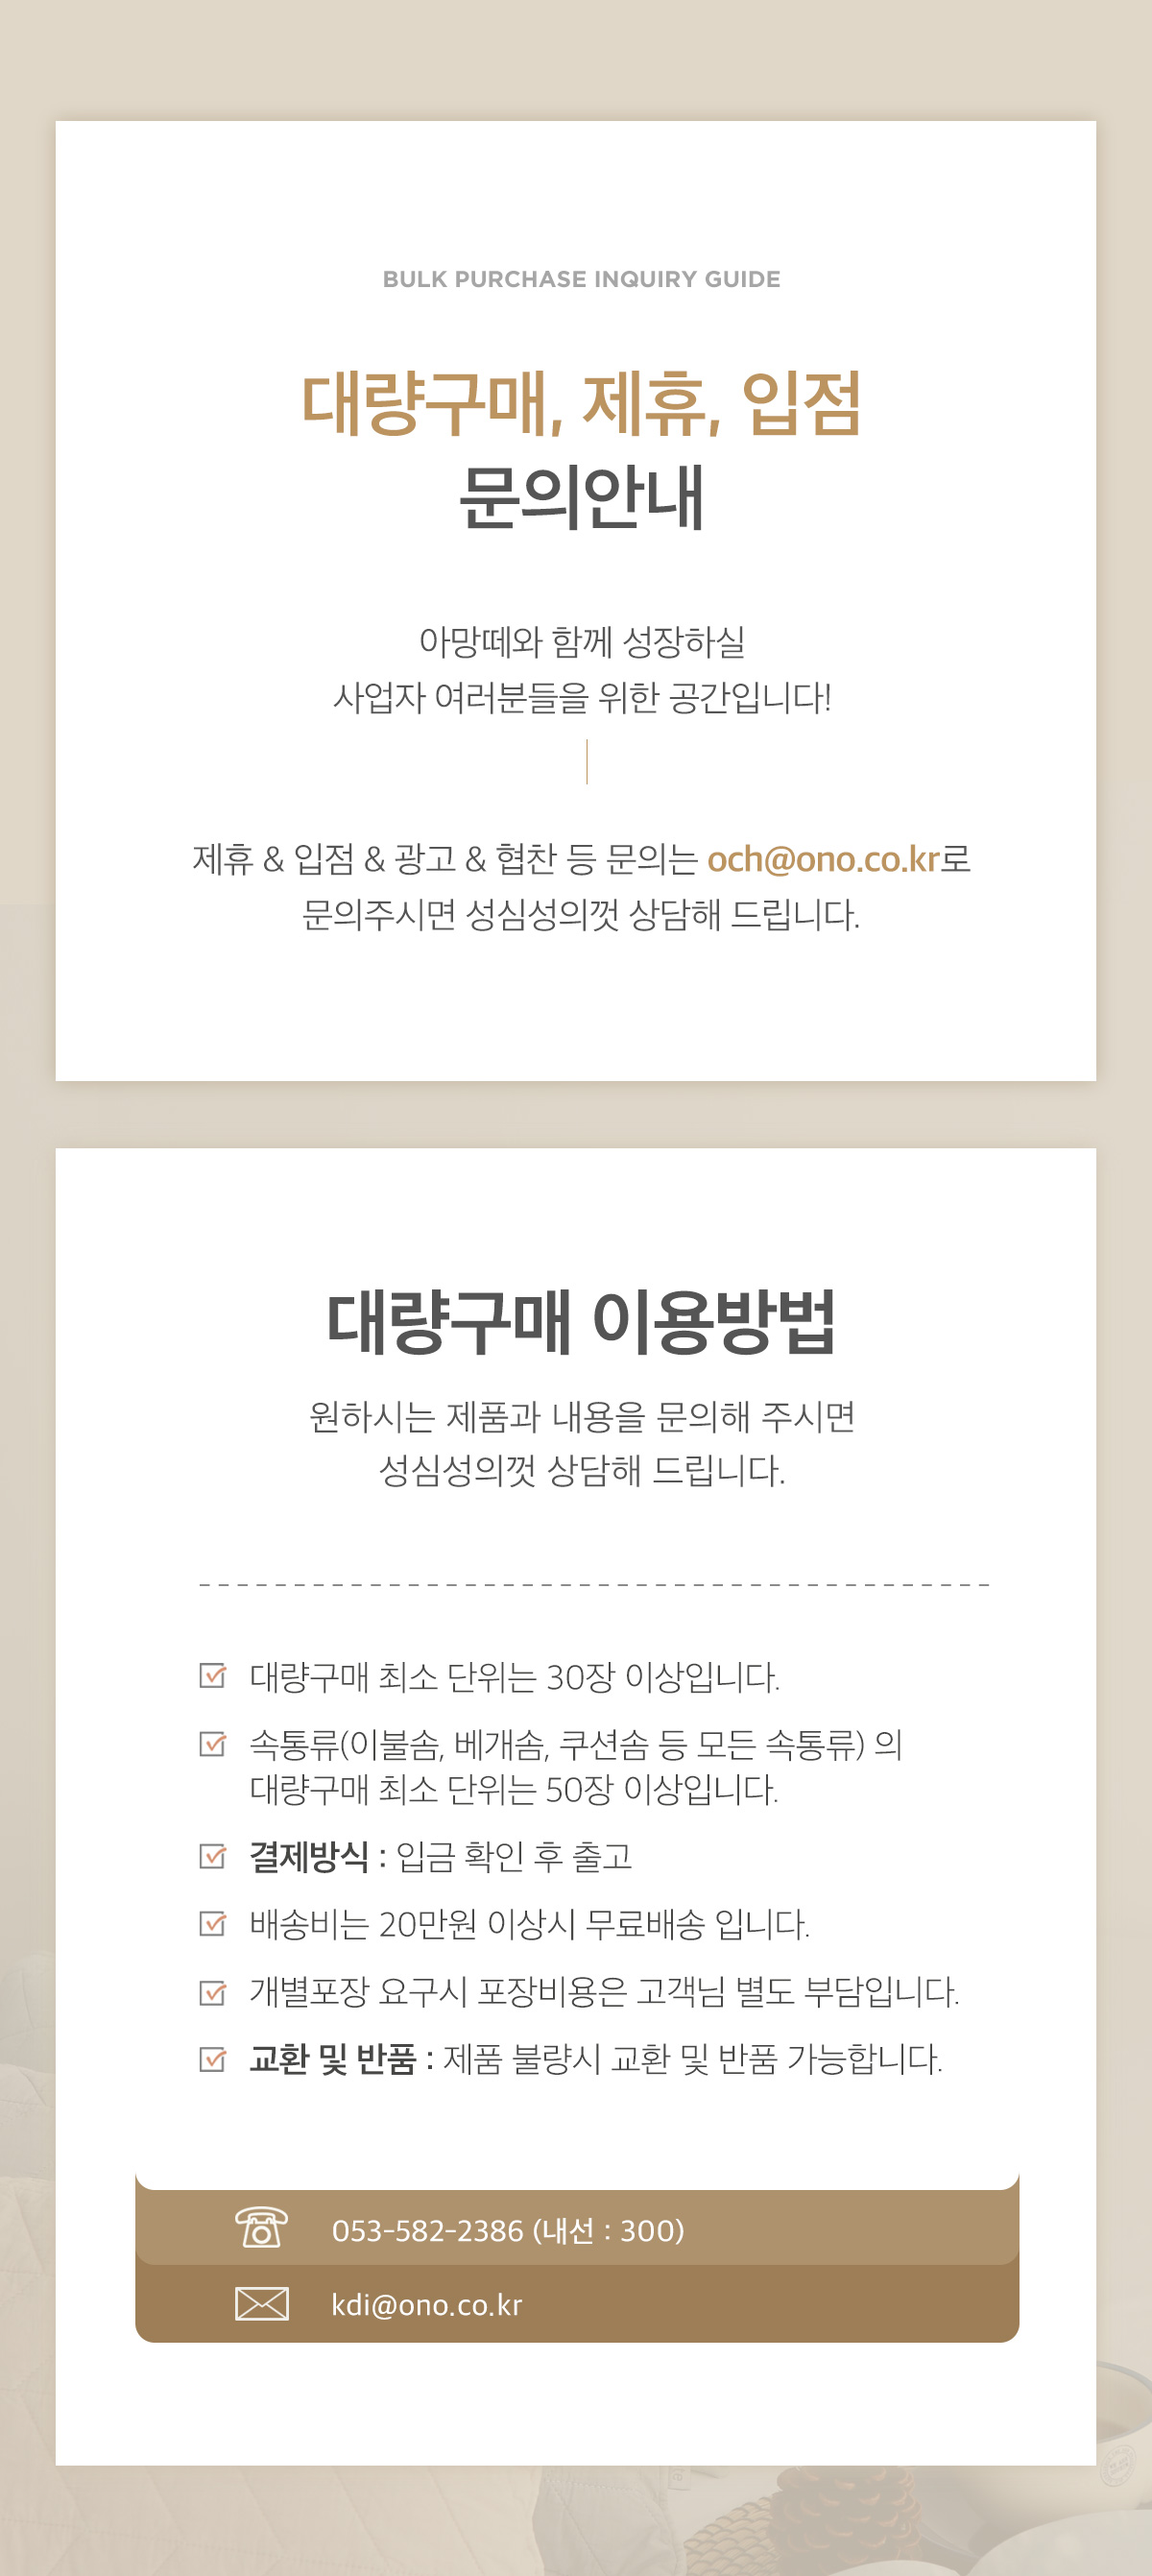 BULK PURCHASE INQUIRY GUIDE
대량구매, 제휴, 입점
문의안내
아망떼와 함께 성장하실
사업자 여러분들을 위한 공간입니다!
제휴 & 입점 & 광고 & 협찬 등 문의는 och@ono.co.kr로
문의주시면 성심성의껏 상담해 드립니다.
대량구매 이용방법
원하시는 제품과 내용을 문의해 주시면
성심성의껏 상담해 드립니다.
대량구매 최소 단위는 30장 이상입니다.
속통류(이불솜, 베개솜, 쿠션솜 등 모든 속통류) 의
대량구매 최소 단위는 50장 이상입니다.
결제방식 : 입금 확인 후 출고
배송비는 20만원 이상시 무료배송 입니다.
개별포장 요구시 포장비용은 고객님 별도 부담입니다.
교환 및 반품 : 제품 불량시 교환 및 반품 가능합니다.
053-582-2386 (내선 : 300)
kdi@ono.co.kr